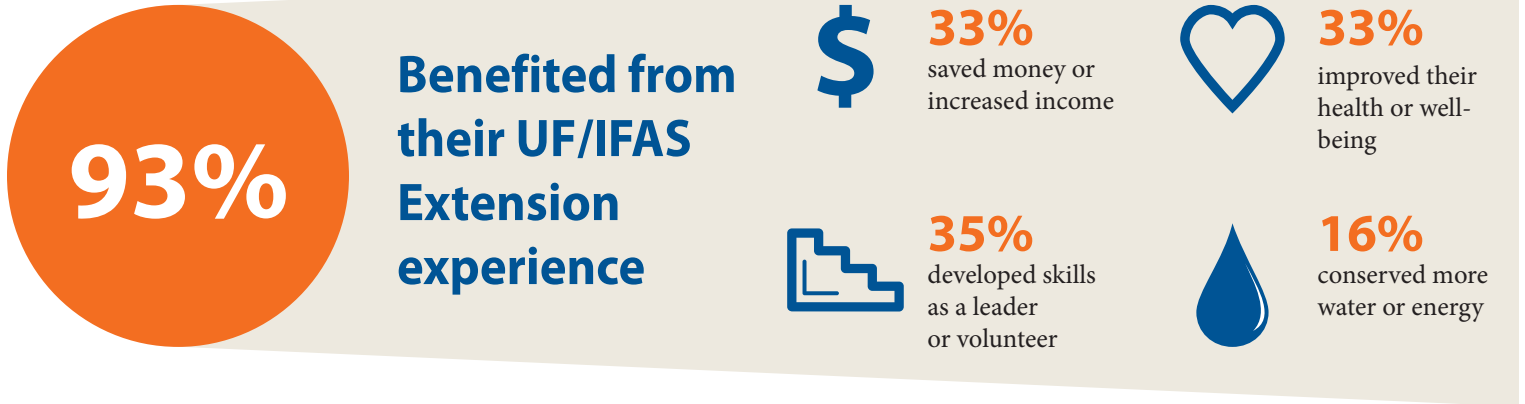 93%
Benefited from
their UF/IFAS
Extension
experience
$
33%
saved money or
increased income
33%
improved their
health or well-
being
35%
developed skills
as a leader
or volunteer
16%
conserved more
water or energy